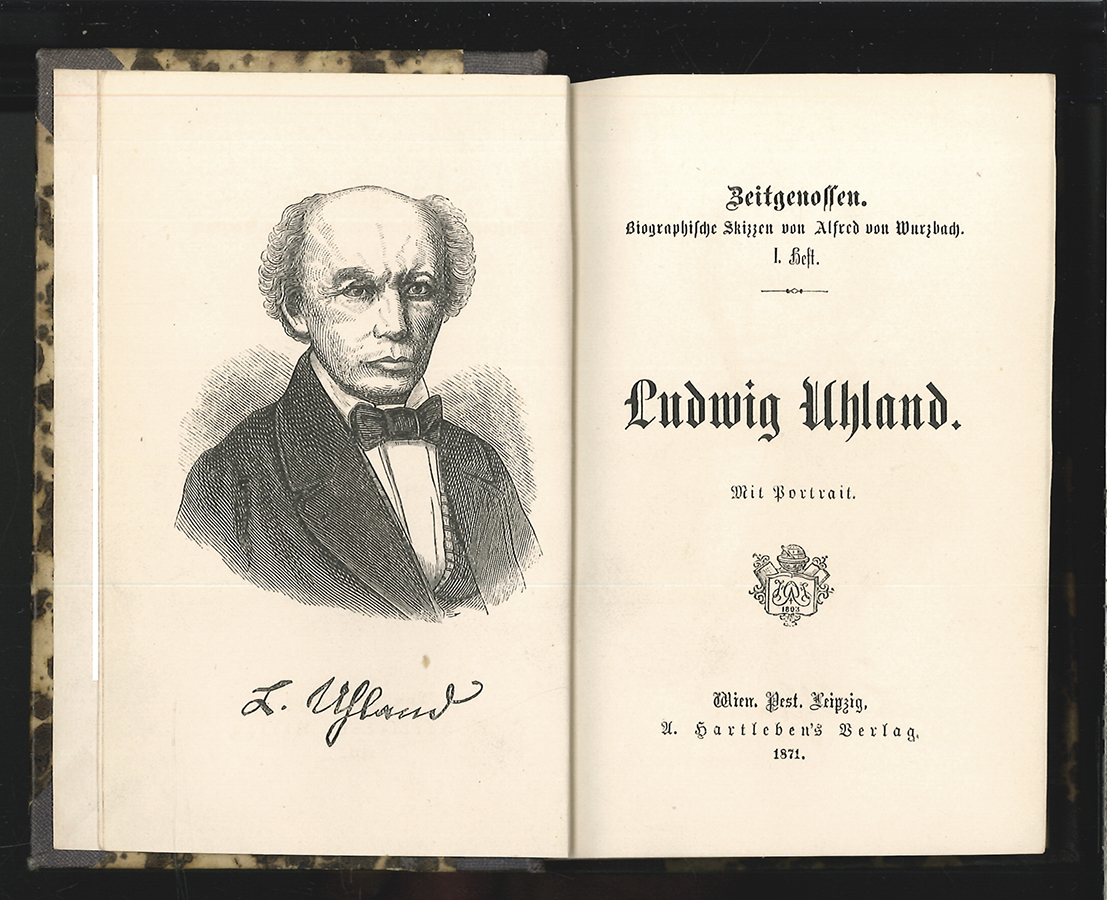 L. Uhland
Zeitgenossen.
Biographische Skizzen von Alfred von Wurzbach.
I. Heft.
Ludwig Uhland.
Mit Portrait.
1803
Wien. Pest. Leipzig,
A. Hartleben's Verlag.
1871.